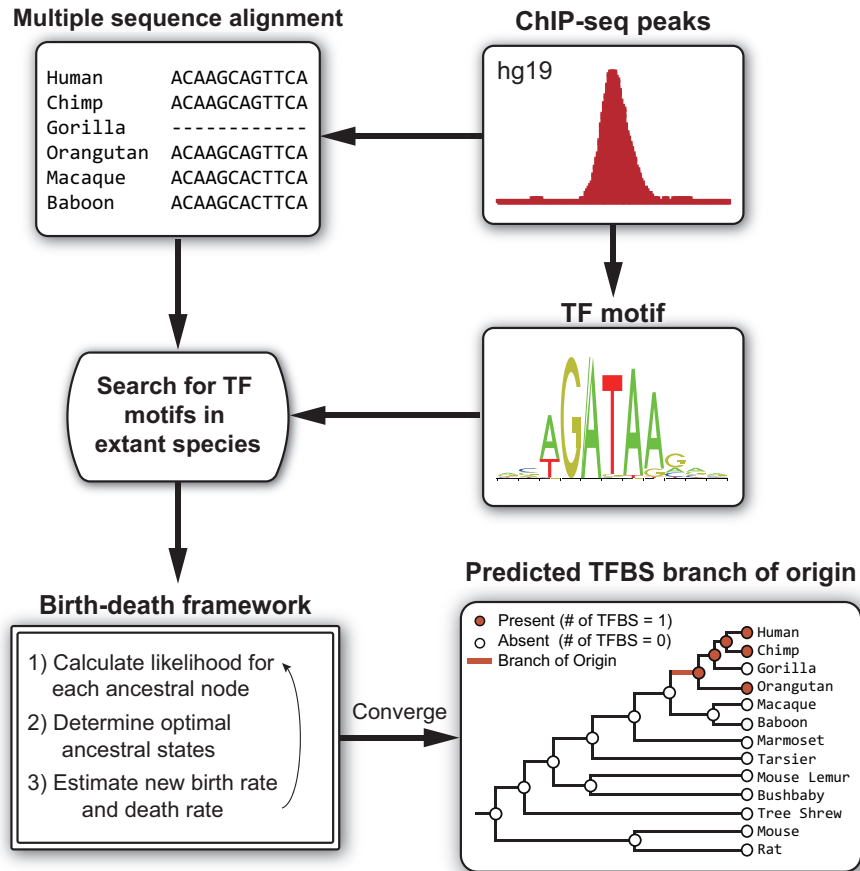 Multiple sequence alignment
Human ACAAGCAGTTCA
Chimp ACAAGCAGTTCA
Gorilla ------------
Orangutan ACAAGCAGTTCA
Macaque ACAAGCACTTCA
Baboon ACAAGCACTTCA
ChIP-seq peaks
hg19
TF motif
GATAA
Search for TF
motifs in
extant species
Birth-death framework
1) Calculate likelihood for
each ancestral node
2) Determine optimal
ancestral states
3) Estimate new birth rate
and death rate
Converge
Predicted TFBS branch of origin
Present (# of TFBS = 1)
Absent (# of TFBS = 0)
Branch of Origin
Human
Chimp
Gorilla
Orangutan
Macaque
Baboon
Marmoset
Tarsier
Mouse Lemur
Bushbaby
Tree Shrew
Mouse
Rat